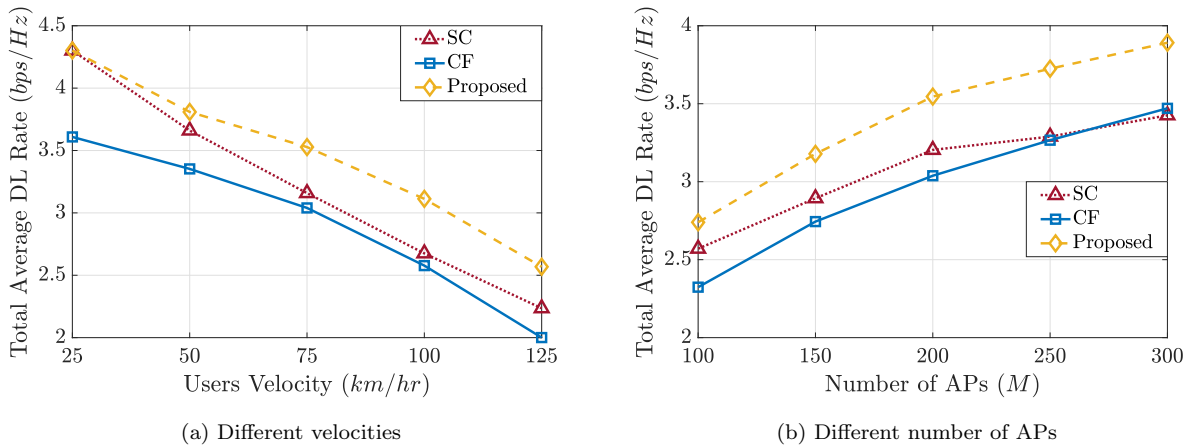 Total Average DL Rate (bps/Hz)
4.5
4
3.5
3
2.5
2
25
50
75
100
125
Users Velocity (km/hr)
SC
CF
Proposed
(a) Different velocities
Total Average DL Rate (bps/Hz)
4
3.5
3
2.5
2
100
150
200
250
300
Number of APs (M)
SC
CF
Proposed
(b) Different number of APs